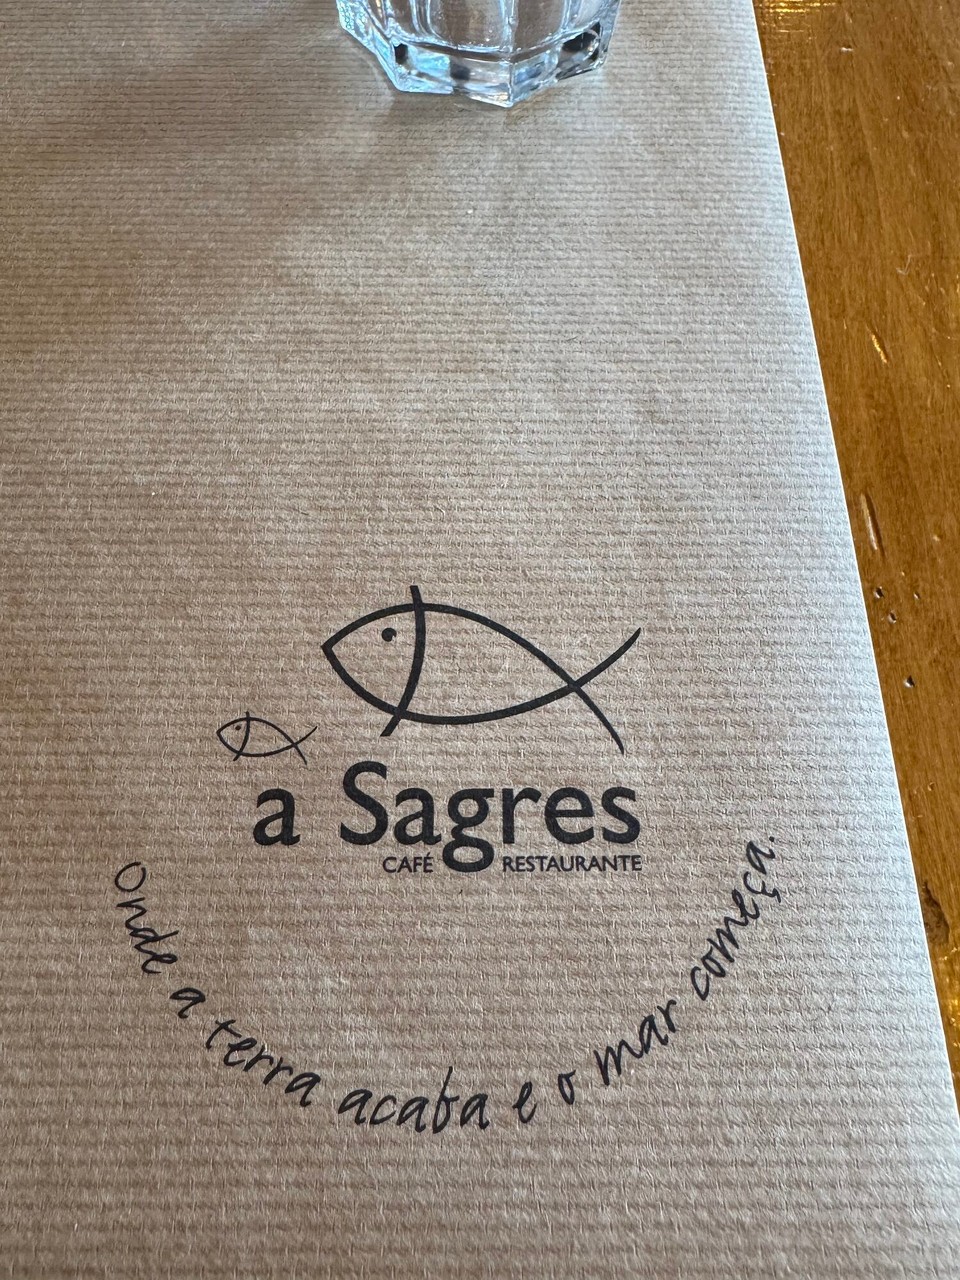 a Sagres
CAFÉ RESTAURANTE
Onde a terra acaba e o mar começa.